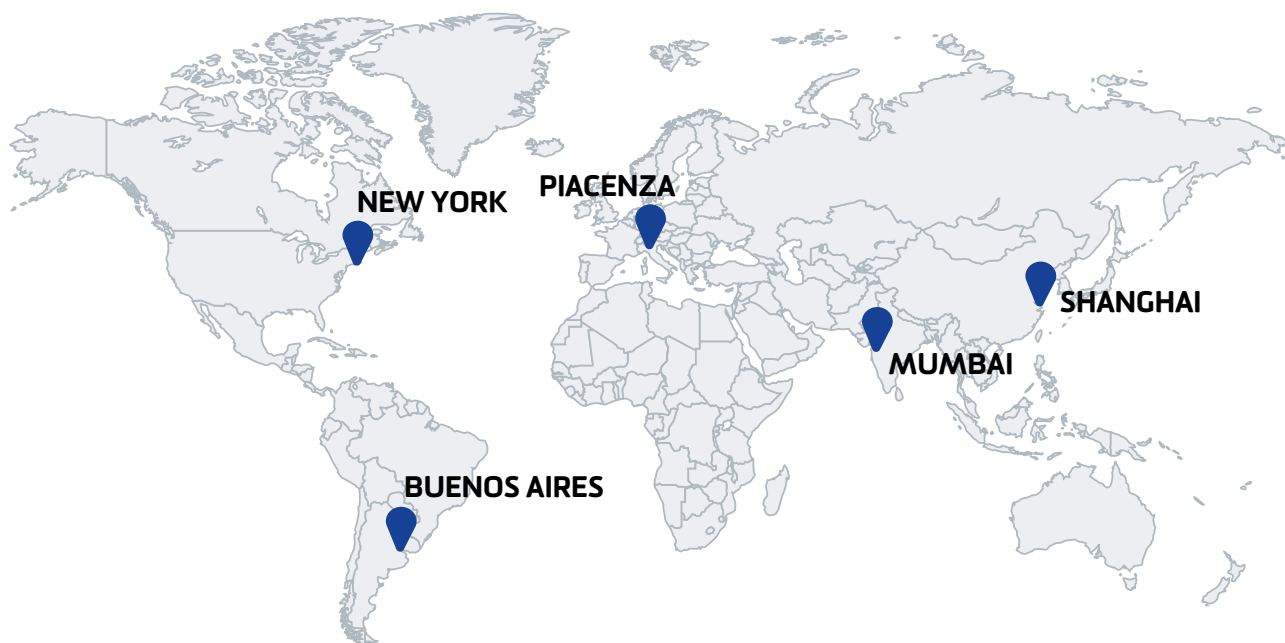 PIACENZA
NEW YORK
SHANGHAI
MUMBAI
BUENOS AIRES